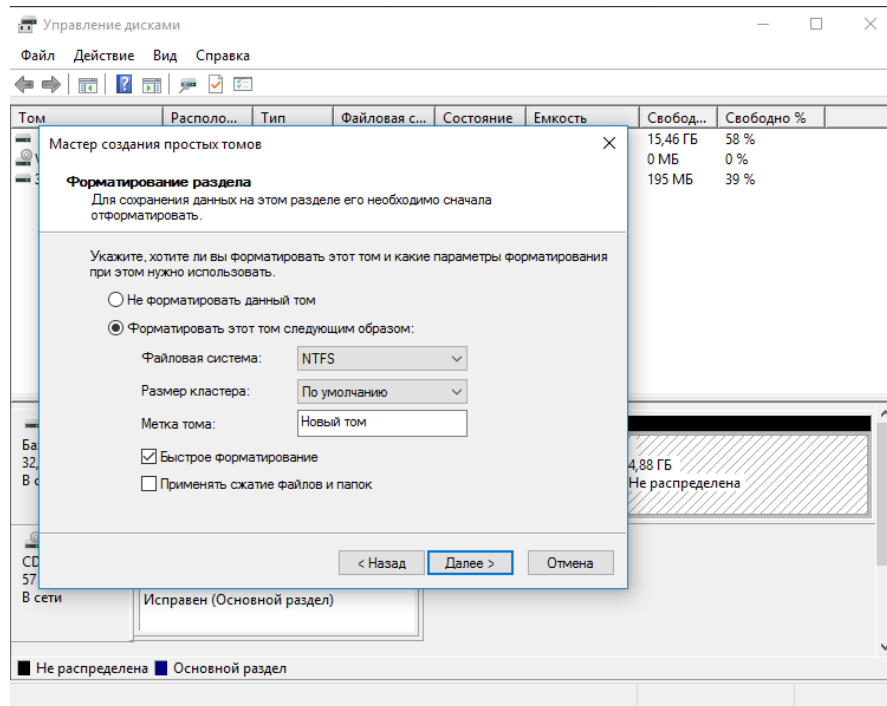 Управление дисками
Файл Действие Вид Справка
Том Располо... Тип Файловая с... Состояние Емкость Свобод... Свободно %
15,46 ГБ 58 %
0 МБ 0 %
195 МБ 39 %
Мастер создания простых томов
Форматирование раздела
Для сохранения данных на этом разделе его необходимо сначала
отформатировать.
Укажите, хотите ли вы форматировать этот том и какие параметры форматирования
при этом нужно использовать.
Не форматировать данный том
Форматировать этот том следующим образом:
Файловая система: NTFS
Размер кластера: По умолчанию
Метка тома: Новый том
Быстрое форматирование
Применять сжатие файлов и папок
< Назад Далее > Отмена
Ба
32,
В с
4,88 ГБ
Не распределена
CD
57
В сети
Исправен (Основной раздел)
Не распределена Основной раздел